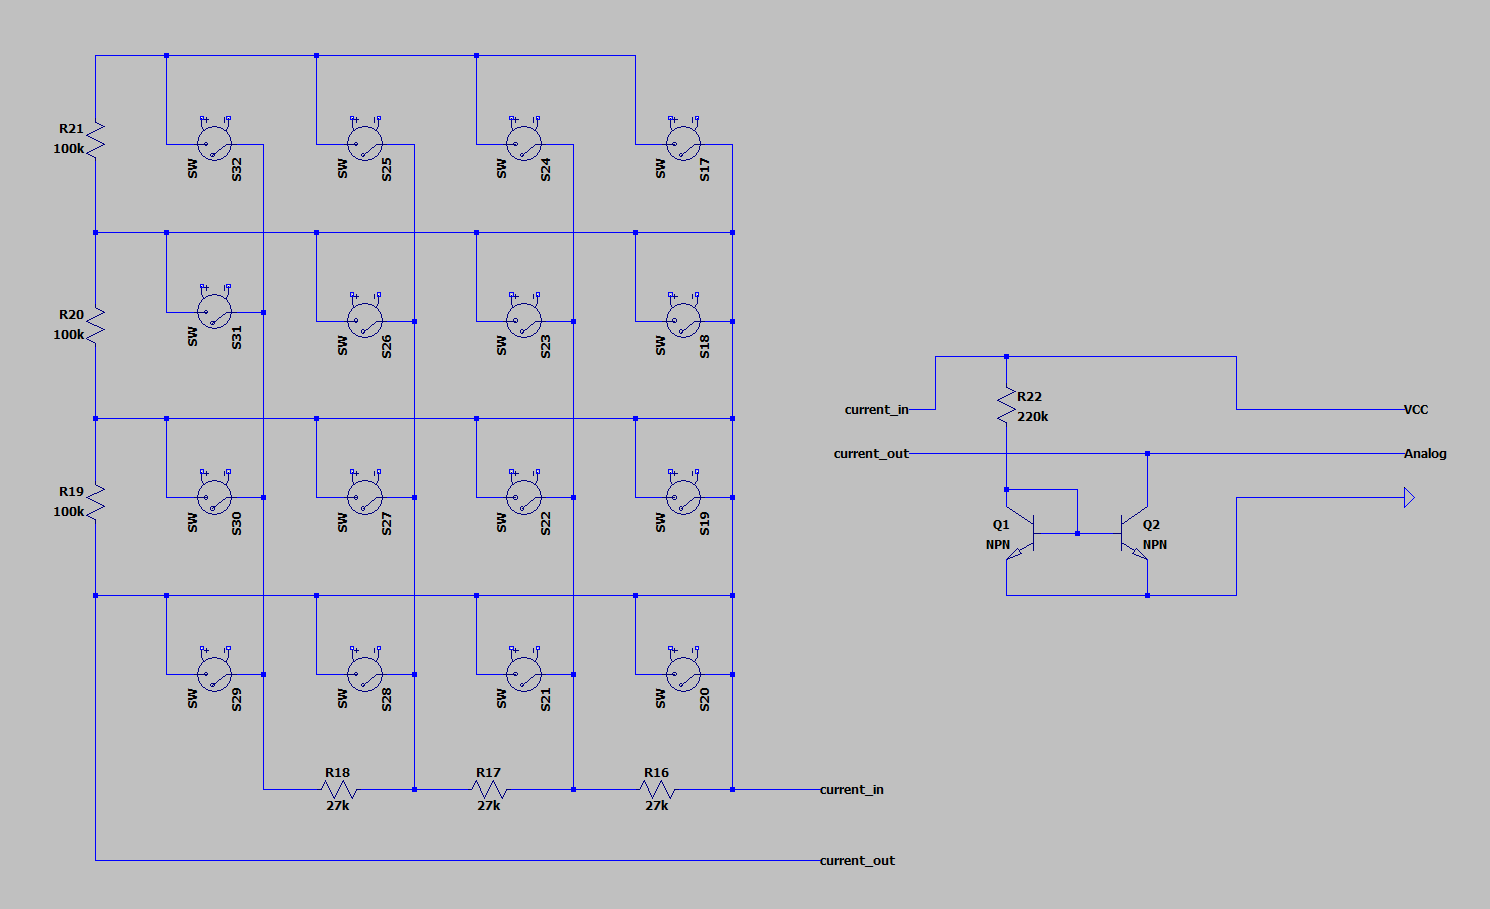 R21
100k
SW
S32
SW
S25
SW
S24
SW
S17
R20
100k
SW
S31
SW
S26
SW
S23
SW
S18
R19
100k
SW
S30
SW
S27
SW
S22
SW
S19
SW
S29
SW
S28
SW
S21
SW
S20
R18
27k
R17
27k
R16
27k
current_in
current_out
current_in
R22
220k
VCC
current_out
Analog
Q1
NPN
Q2
NPN